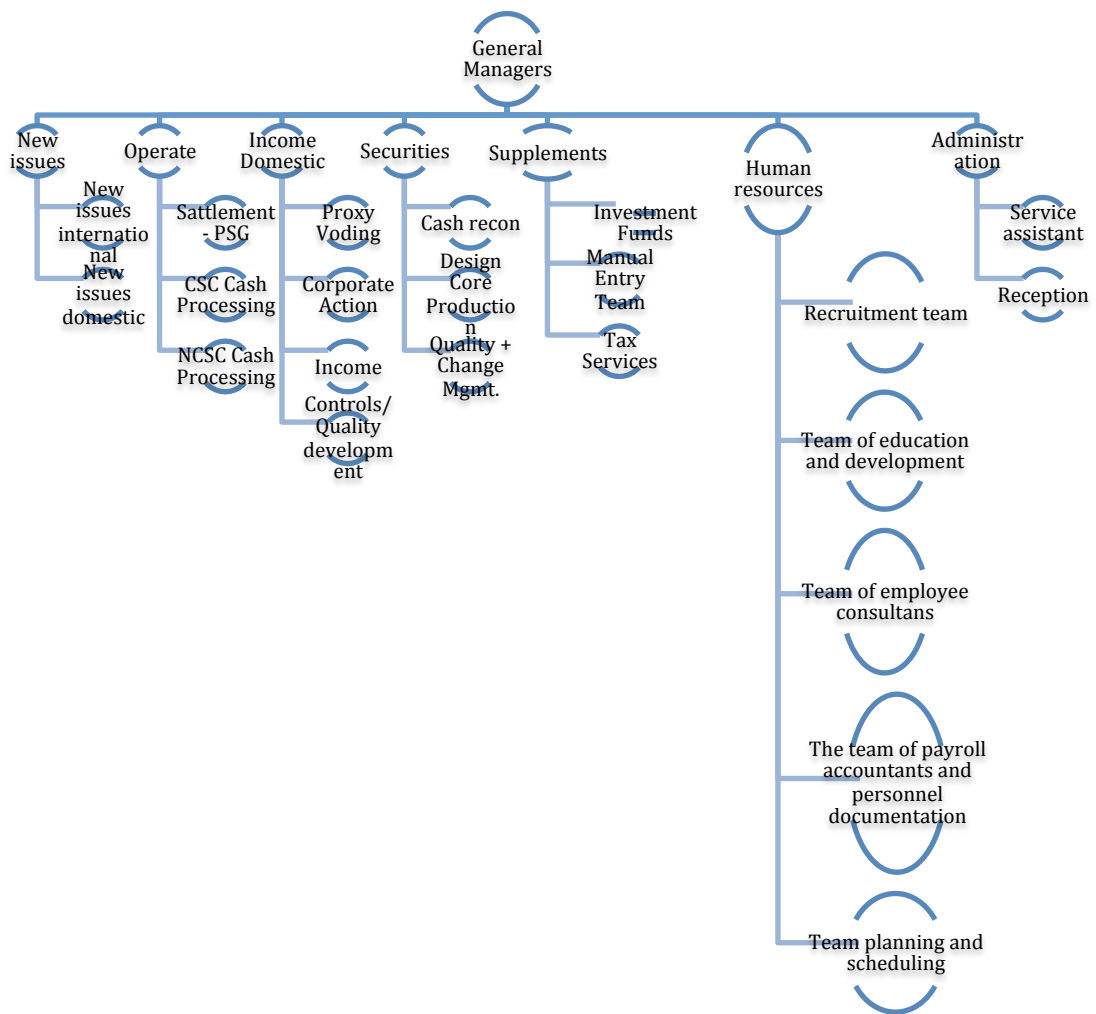 General
Managers
New
issues
Operate
Income
Domestic
Securities
Supplements
Human
resources
Administr
ation
New
issues
internatio
nal
New
issues
domestic
Sattlement
- PSG
CSC Cash
Processing
NCSC Cash
Processing
Proxy
Voding
Corporate
Action
Income
Controls/
Quality
developm
ent
Cash recon
Design
Core
Productio
n
Quality +
Change
Mgmt.
Investment
Funds
Manual
Entry
Team
Tax
Services
Recruitment team
Team of education
and development
Team of employee
consultans
The team of payroll
accountants and
personnel
documentation
Team planning and
scheduling
Service
assistant
Reception